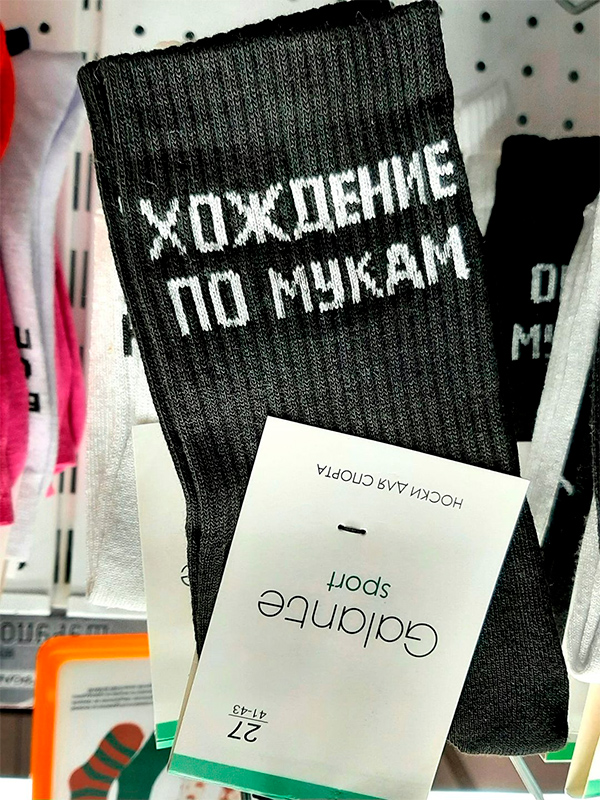 ХОЖДЕНИЕ
ПО МУКАМ
НОСКИ ДЛЯ СПОРТА
Galante
sport
27
41-43